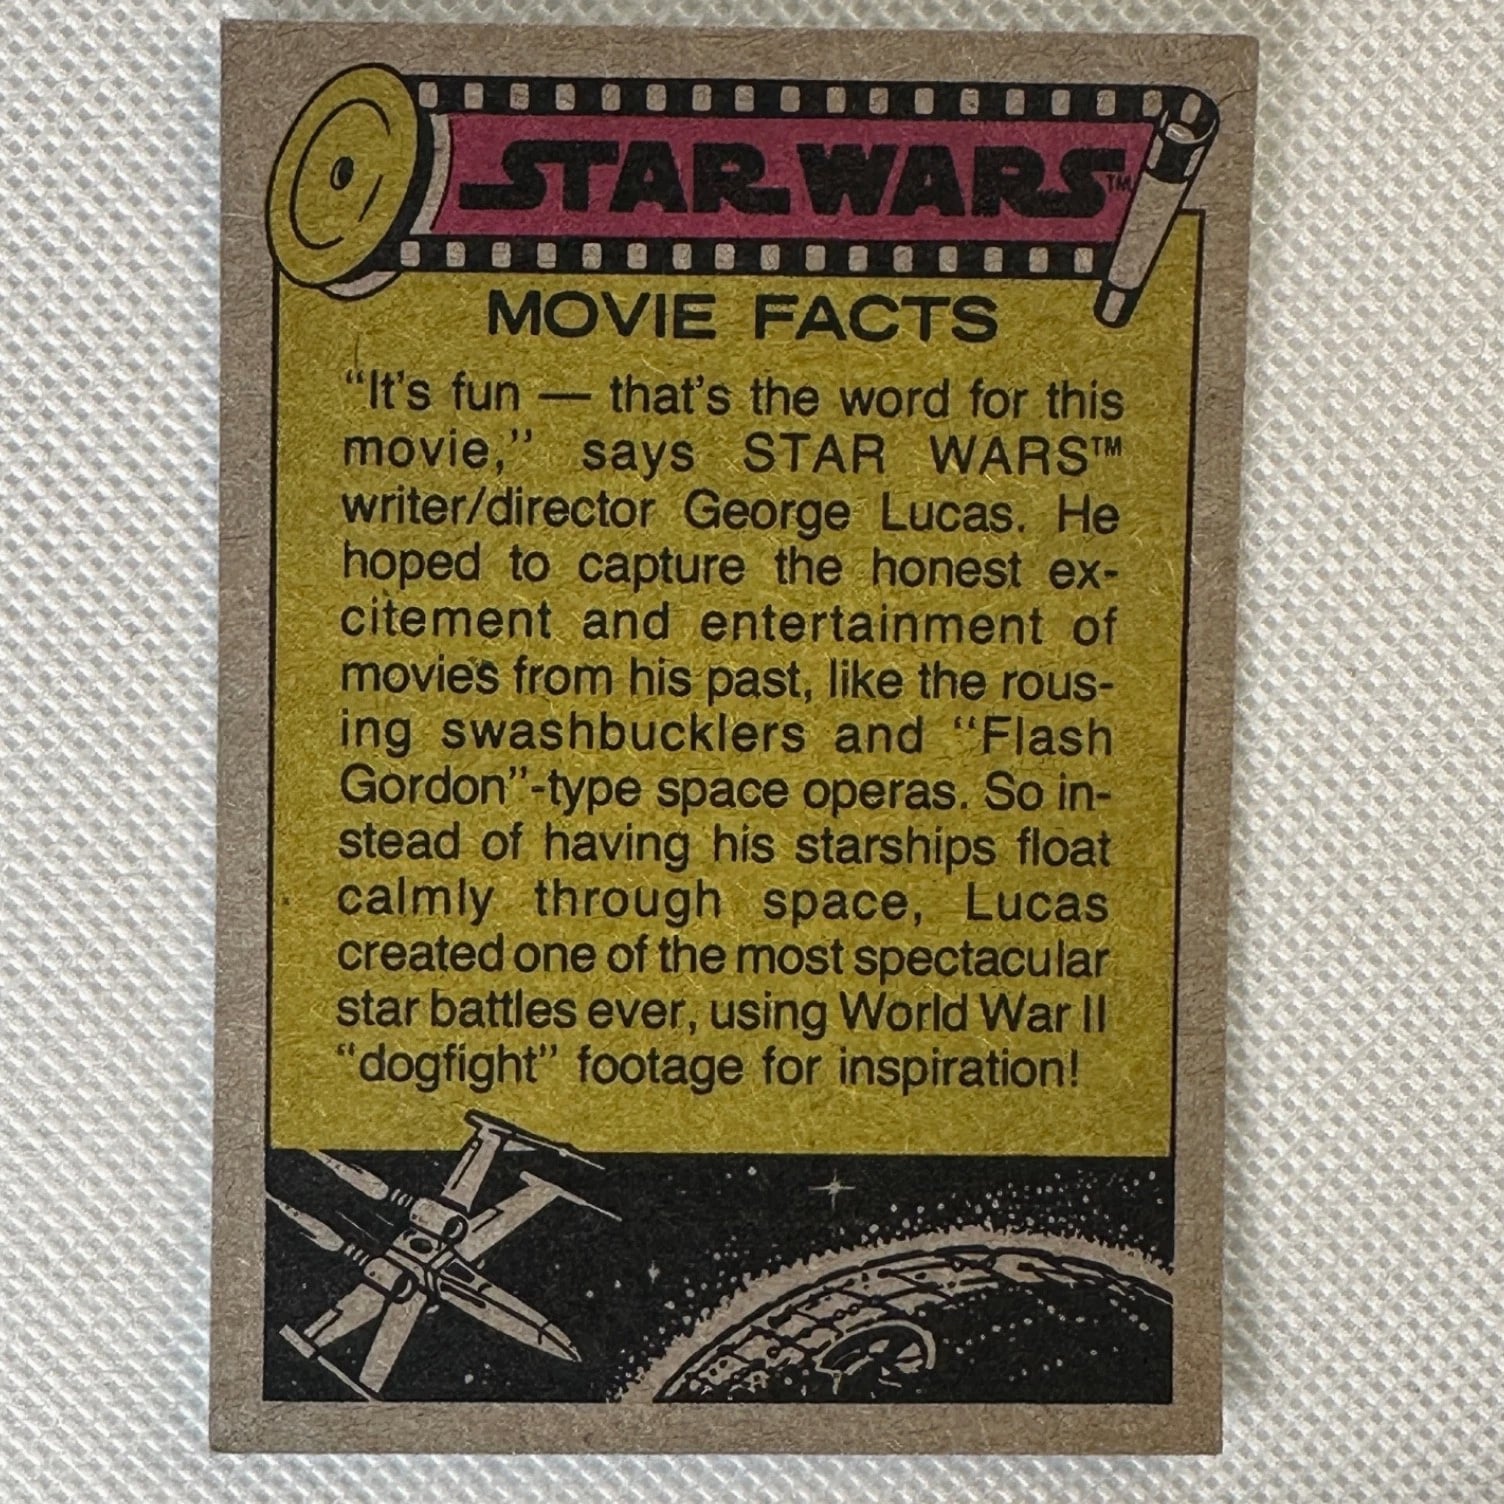 STAR WARS™
MOVIE FACTS
“It's fun — that's the word for this
movie,” says STAR WARS™
writer/director George Lucas. He
hoped to capture the honest ex-
citement and entertainment of
movies from his past, like the rous-
ing swashbucklers and “Flash
Gordon”-type space operas. So in-
stead of having his starships float
calmly through space, Lucas
created one of the most spectacular
star battles ever, using World War II
“dogfight” footage for inspiration!